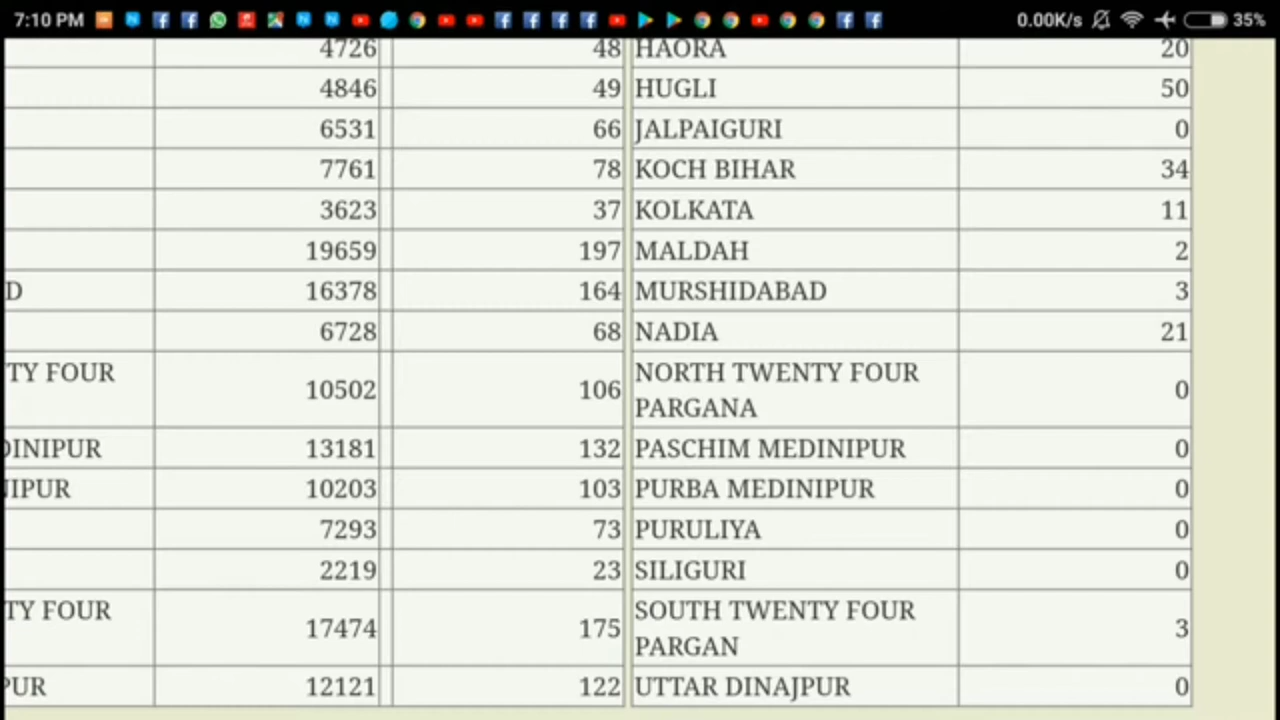 7:10 PM 0.00K/s 35%
4726 48 HAORA 20
4846 49 HUGLI 50
6531 66 JALPAIGURI 0
7761 78 KOCH BIHAR 34
3623 37 KOLKATA 11
19659 197 MALDAH 2
D 16378 164 MURSHIDABAD 3
6728 68 NADIA 21
TY FOUR 10502 106 NORTH TWENTY FOUR 0
PARGANA
DINIPUR 13181 132 PASCHIM MEDINIPUR 0
NIPUR 10203 103 PURBA MEDINIPUR 0
7293 73 PURULIYA 0
2219 23 SILIGURI 0
TY FOUR 17474 175 SOUTH TWENTY FOUR 3
PARGAN
PUR 12121 122 UTTAR DINAJPUR 0